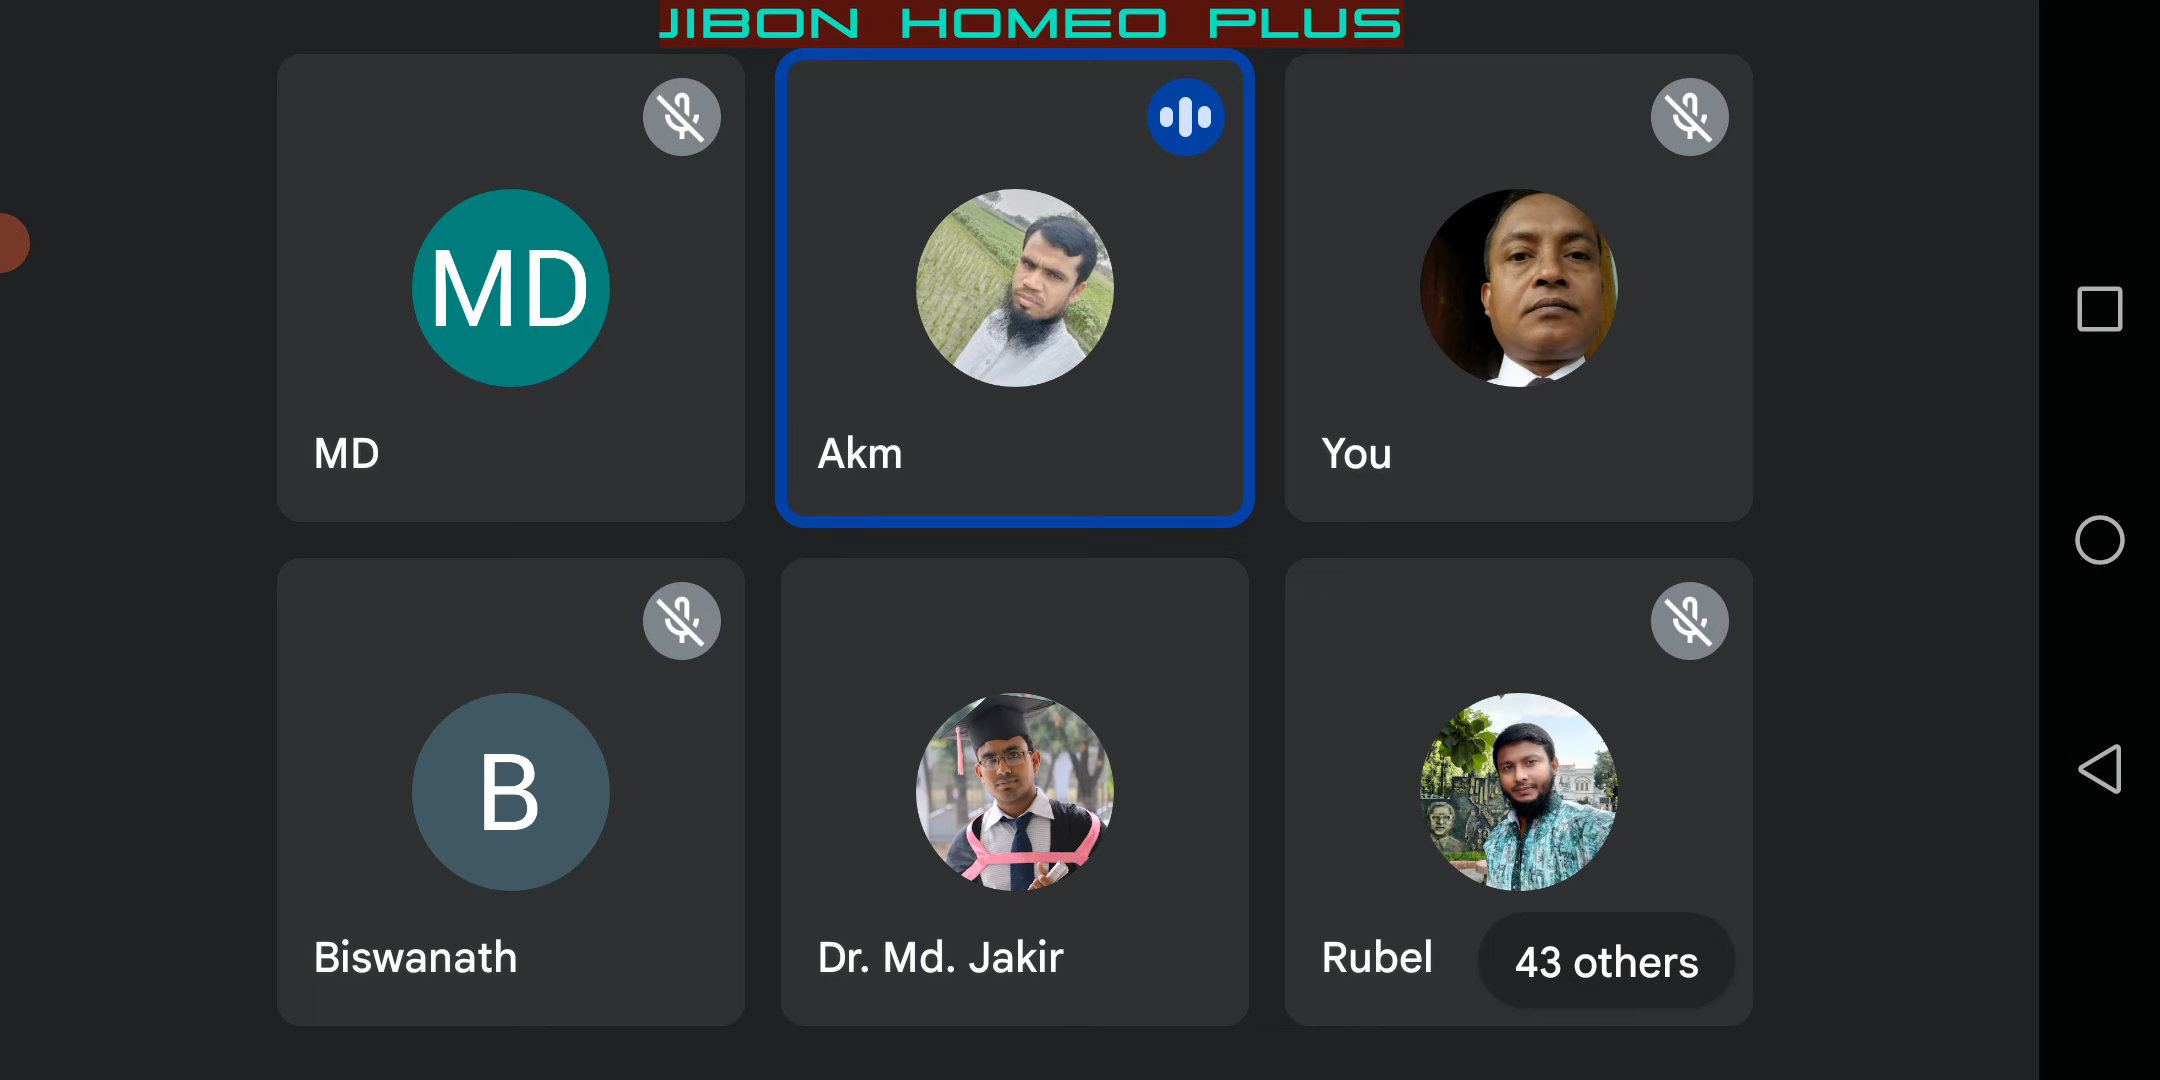 JIBON HOMEO PLUS
MD
MD
Akm
You
B
Biswanath
Dr. Md. Jakir
Rubel
43 others